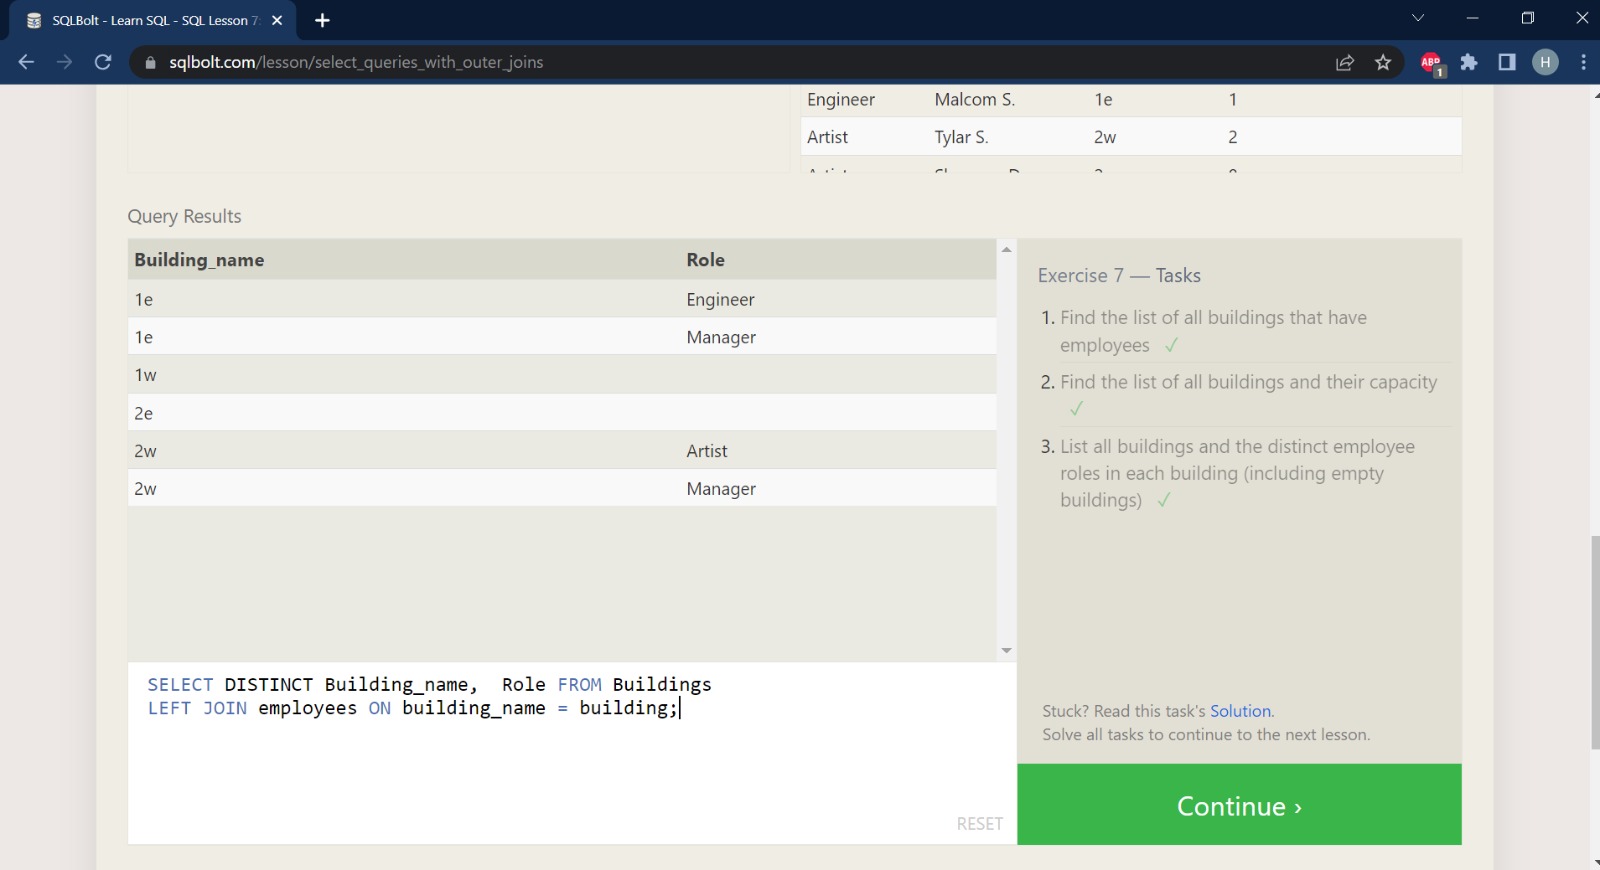 SQLBolt - Learn SQL - SQL Lesson 7:
sqlbolt.com/lesson/select_queries_with_outer_joins
ABP
1
H
Engineer Malcom S. 1e 1
Artist Tylar S. 2w 2
Query Results
Building_name Role
1e Engineer
1e Manager
1w
2e
2w Artist
2w Manager
SELECT DISTINCT Building_name,  Role FROM Buildings
LEFT JOIN employees ON building_name = building;
RESET
Exercise 7 — Tasks
1. Find the list of all buildings that have
employees ✓
2. Find the list of all buildings and their capacity
✓
3. List all buildings and the distinct employee
roles in each building (including empty
buildings) ✓
Stuck? Read this task's Solution.
Solve all tasks to continue to the next lesson.
Continue ›